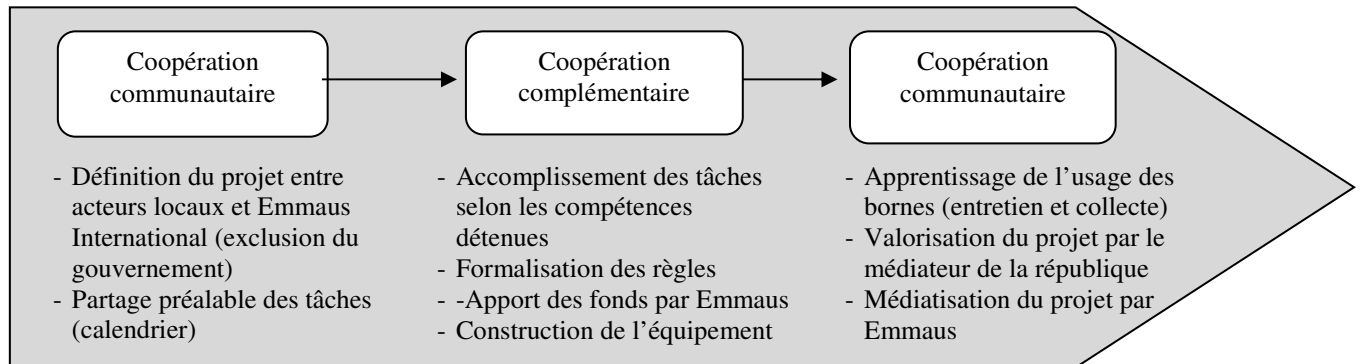 Coopération
communautaire
- Définition du projet entre
acteurs locaux et Emmaus
International (exclusion du
gouvernement)
- Partage préalable des tâches
(calendrier)
Coopération
complémentaire
- Accomplissement des tâches
selon les compétences
détenues
- Formalisation des règles
- -Apport des fonds par Emmaus
- Construction de l’équipement
Coopération
communautaire
- Apprentissage de l’usage des
bornes (entretien et collecte)
- Valorisation du projet par le
médiateur de la république
- Médiatisation du projet par
Emmaus